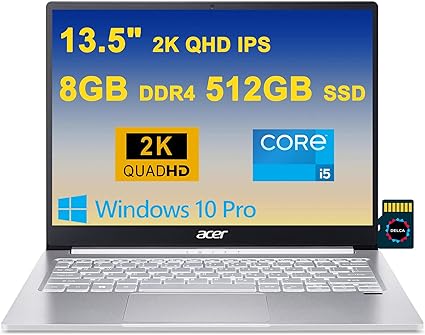 13.5" 2K QHD IPS
8GB DDR4 512GB SSD
2K
QUADHD
CORE
i5
Windows 10 Pro
acer
DELCA